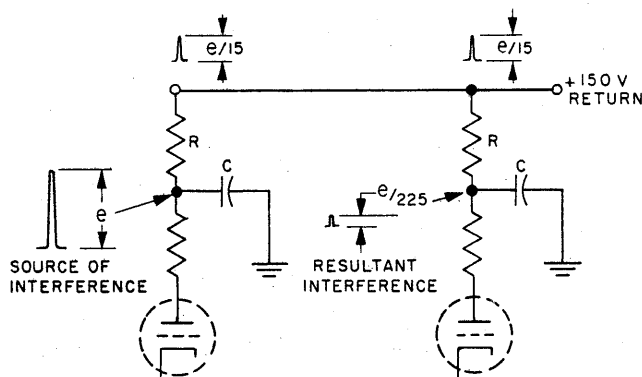 e/15
e/15
+150 V
RETURN
R
C
R
C
e
e/225
SOURCE OF
INTERFERENCE
RESULTANT
INTERFERENCE